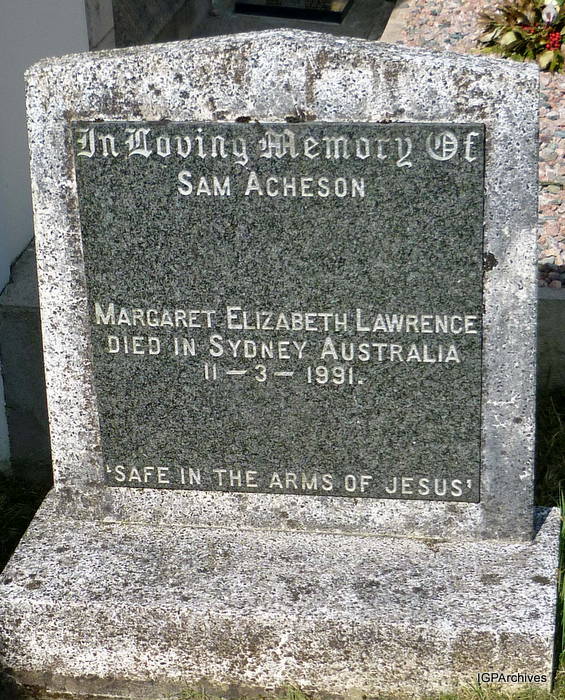 In Loving Memory Of
SAM ACHESON
MARGARET ELIZABETH LAWRENCE
DIED IN SYDNEY AUSTRALIA
11 - 3 - 1991.
'SAFE IN THE ARMS OF JESUS'
IGPArchives